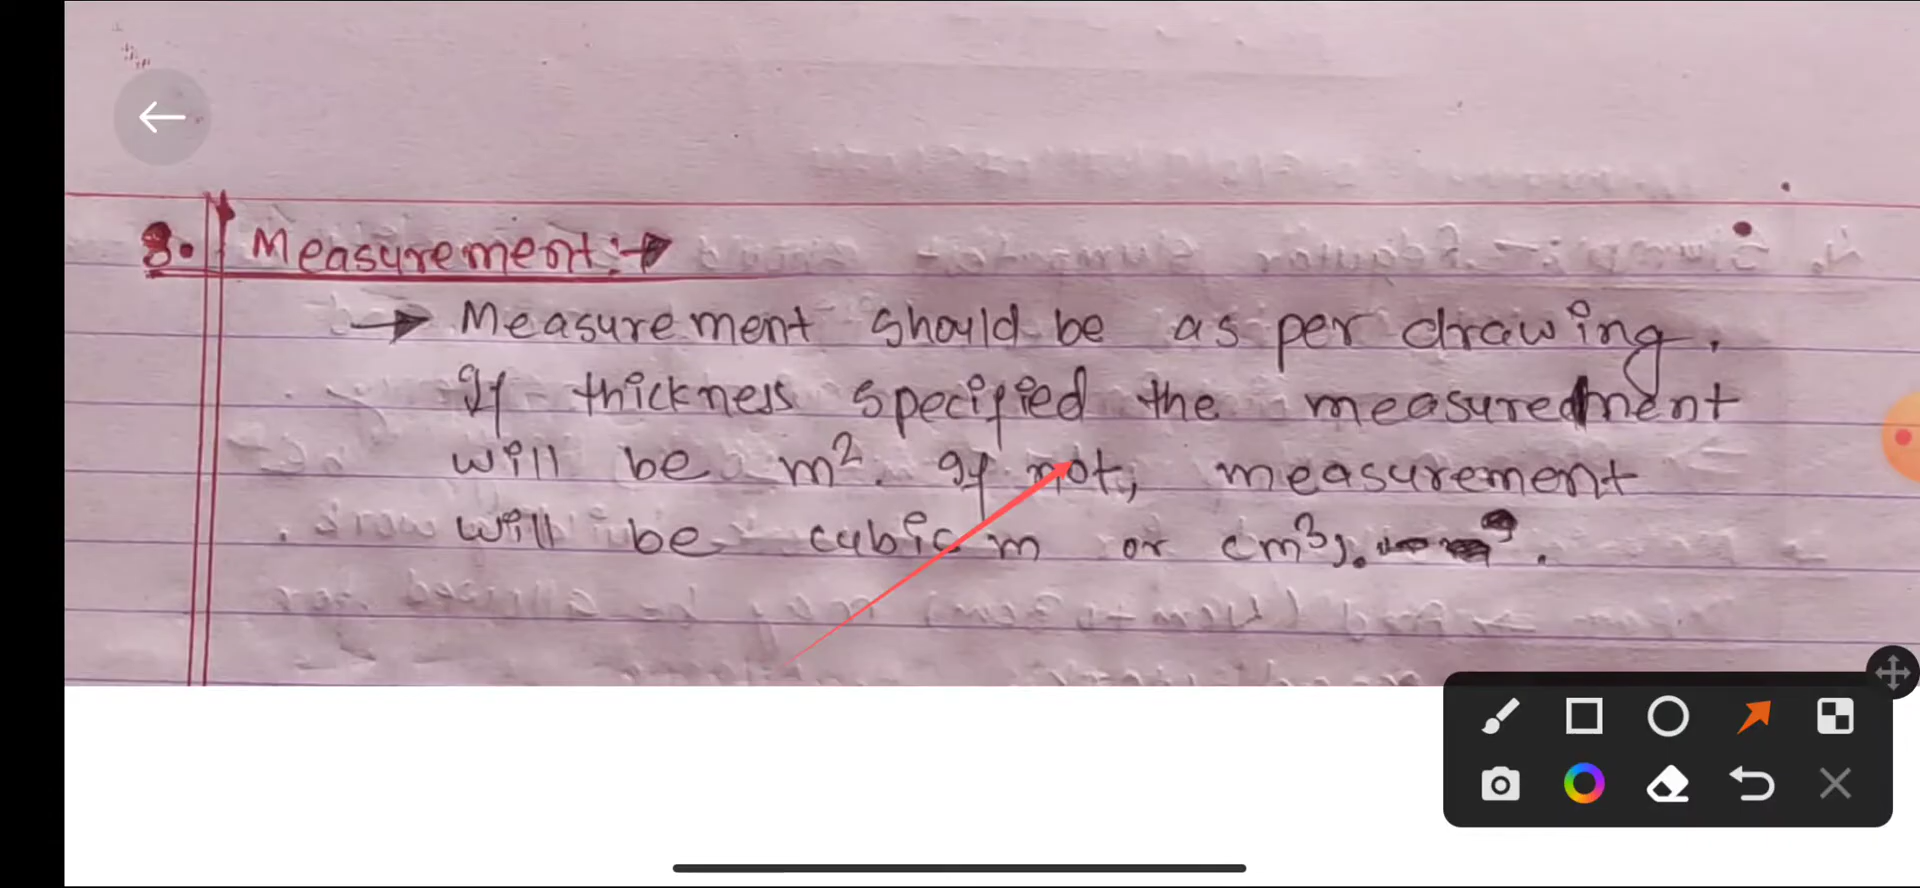 8. Measurement:→
→ Measurement should be as per drawing.
If thickness specified the measurement
will be m². If not, measurement
will be cubic m or cm³).